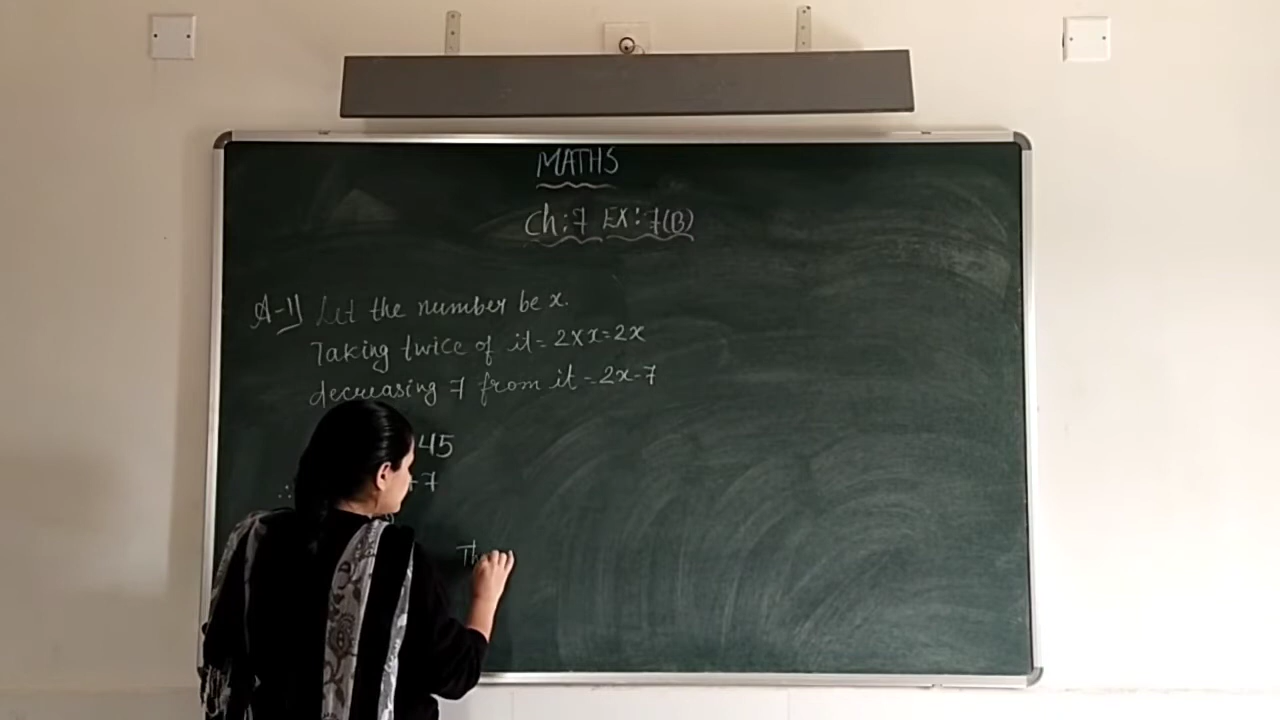 MATHS
Ch:7 EX:7(B)
A-1) Let the number be x.
Taking twice of it = 2×x=2x
decreasing 7 from it = 2x-7
45
∴ +7
Th